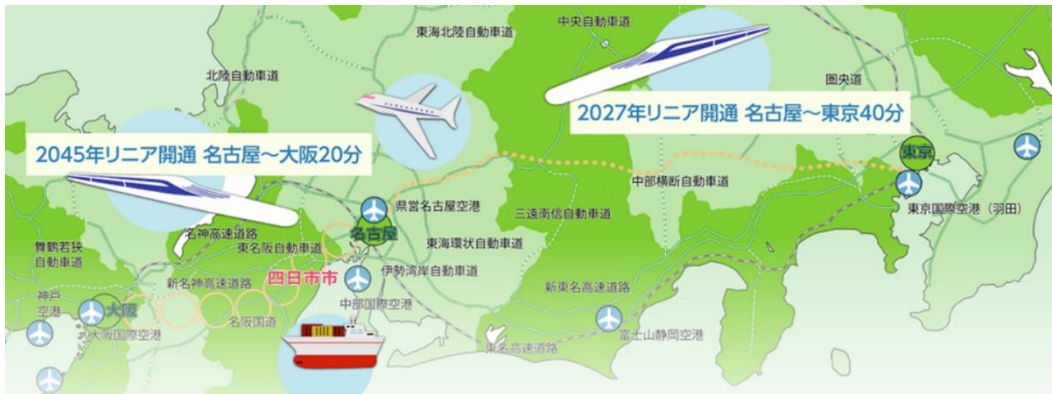 中央自動車道
東海北陸自動車道
北陸自動車道
圏央道
2027年リニア開通 名古屋～東京40分
2045年リニア開通 名古屋～大阪20分
東京
中部横断自動車道
県営名古屋空港
東京国際空港（羽田）
三遠南信自動車道
名神高速道路
名古屋
舞鶴若狭
自動車道
東名阪自動車道
東海環状自動車道
四日市市
伊勢湾岸自動車道
新名神高速道路
新東名高速道路
神戸
空港
大阪
中部国際空港
名阪国道
大阪国際空港
富士山静岡空港
東名高速道路